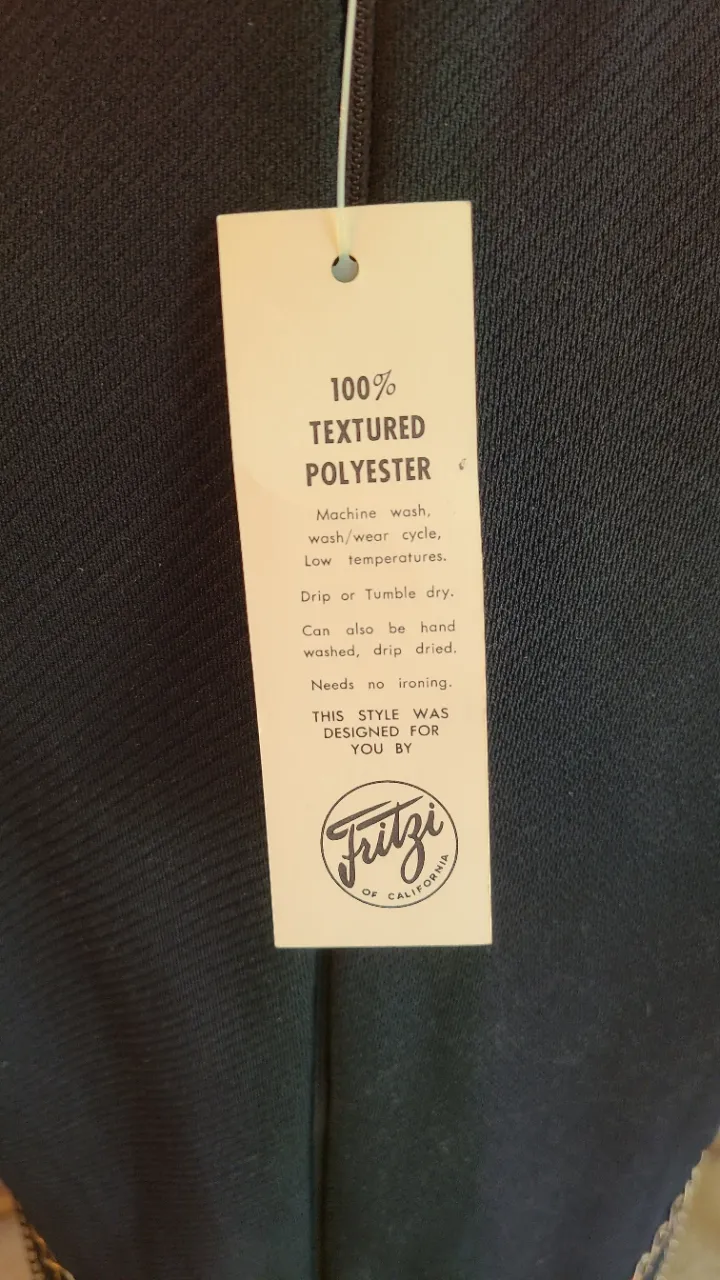 100%
TEXTURED
POLYESTER
Machine wash,
wash/wear cycle,
Low temperatures.
Drip or Tumble dry.
Can also be hand
washed, drip dried.
Needs no ironing.
THIS STYLE WAS
DESIGNED FOR
YOU BY
Fritzi
OF CALIFORNIA